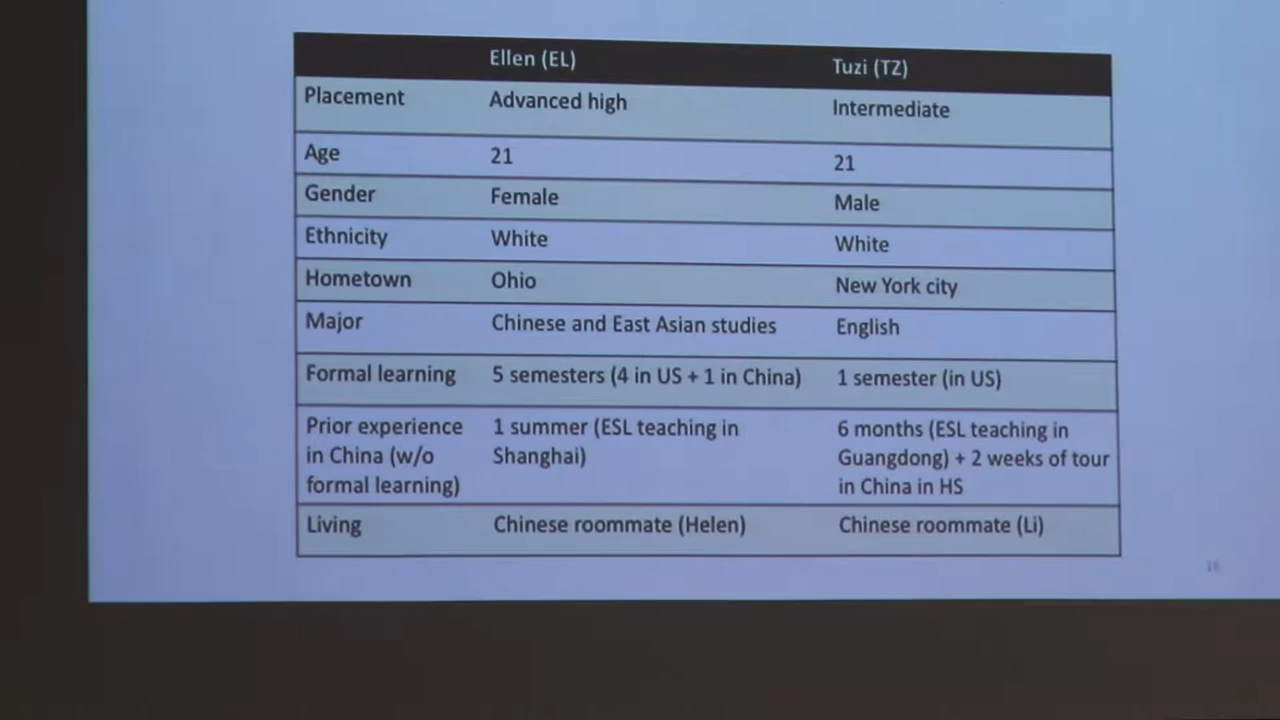 Ellen (EL) Tuzi (TZ)
Placement Advanced high Intermediate
Age 21 21
Gender Female Male
Ethnicity White White
Hometown Ohio New York city
Major Chinese and East Asian studies English
Formal learning 5 semesters (4 in US + 1 in China) 1 semester (in US)
Prior experience 1 summer (ESL teaching in 6 months (ESL teaching in
in China (w/o Shanghai) Guangdong) + 2 weeks of tour
formal learning) in China in HS
Living Chinese roommate (Helen) Chinese roommate (Li)
16